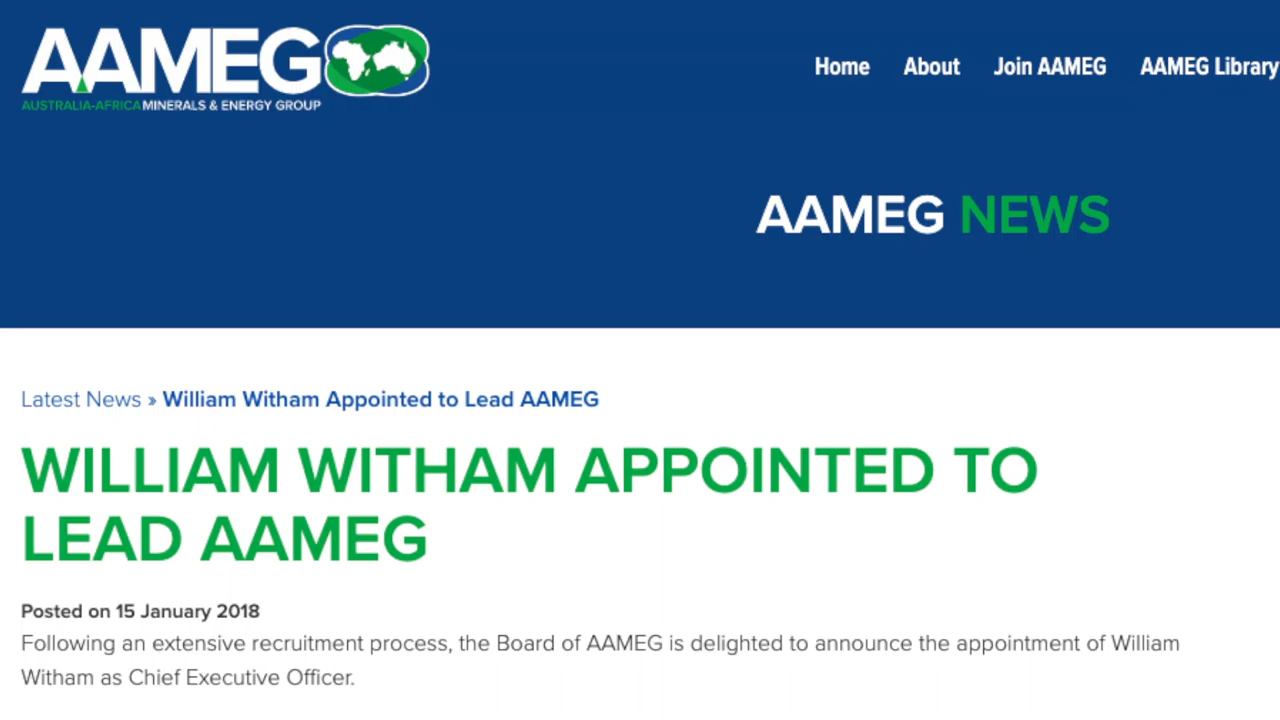 AAMEG
AUSTRALIA-AFRICA MINERALS & ENERGY GROUP
Home About Join AAMEG AAMEG Library
AAMEG NEWS
Latest News » William Witham Appointed to Lead AAMEG
WILLIAM WITHAM APPOINTED TO
LEAD AAMEG
Posted on 15 January 2018
Following an extensive recruitment process, the Board of AAMEG is delighted to announce the appointment of William
Witham as Chief Executive Officer.